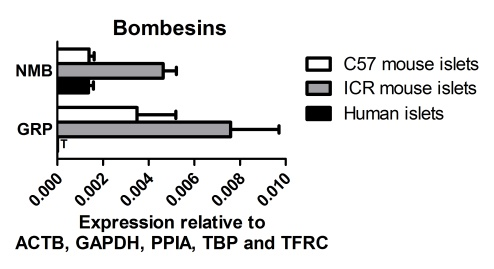 Bombesins
NMB
GRP
T
C57 mouse islets
ICR mouse islets
Human islets
0.000
0.002
0.004
0.006
0.008
0.010
Expression relative to
ACTB, GAPDH, PPIA, TBP and TFRC